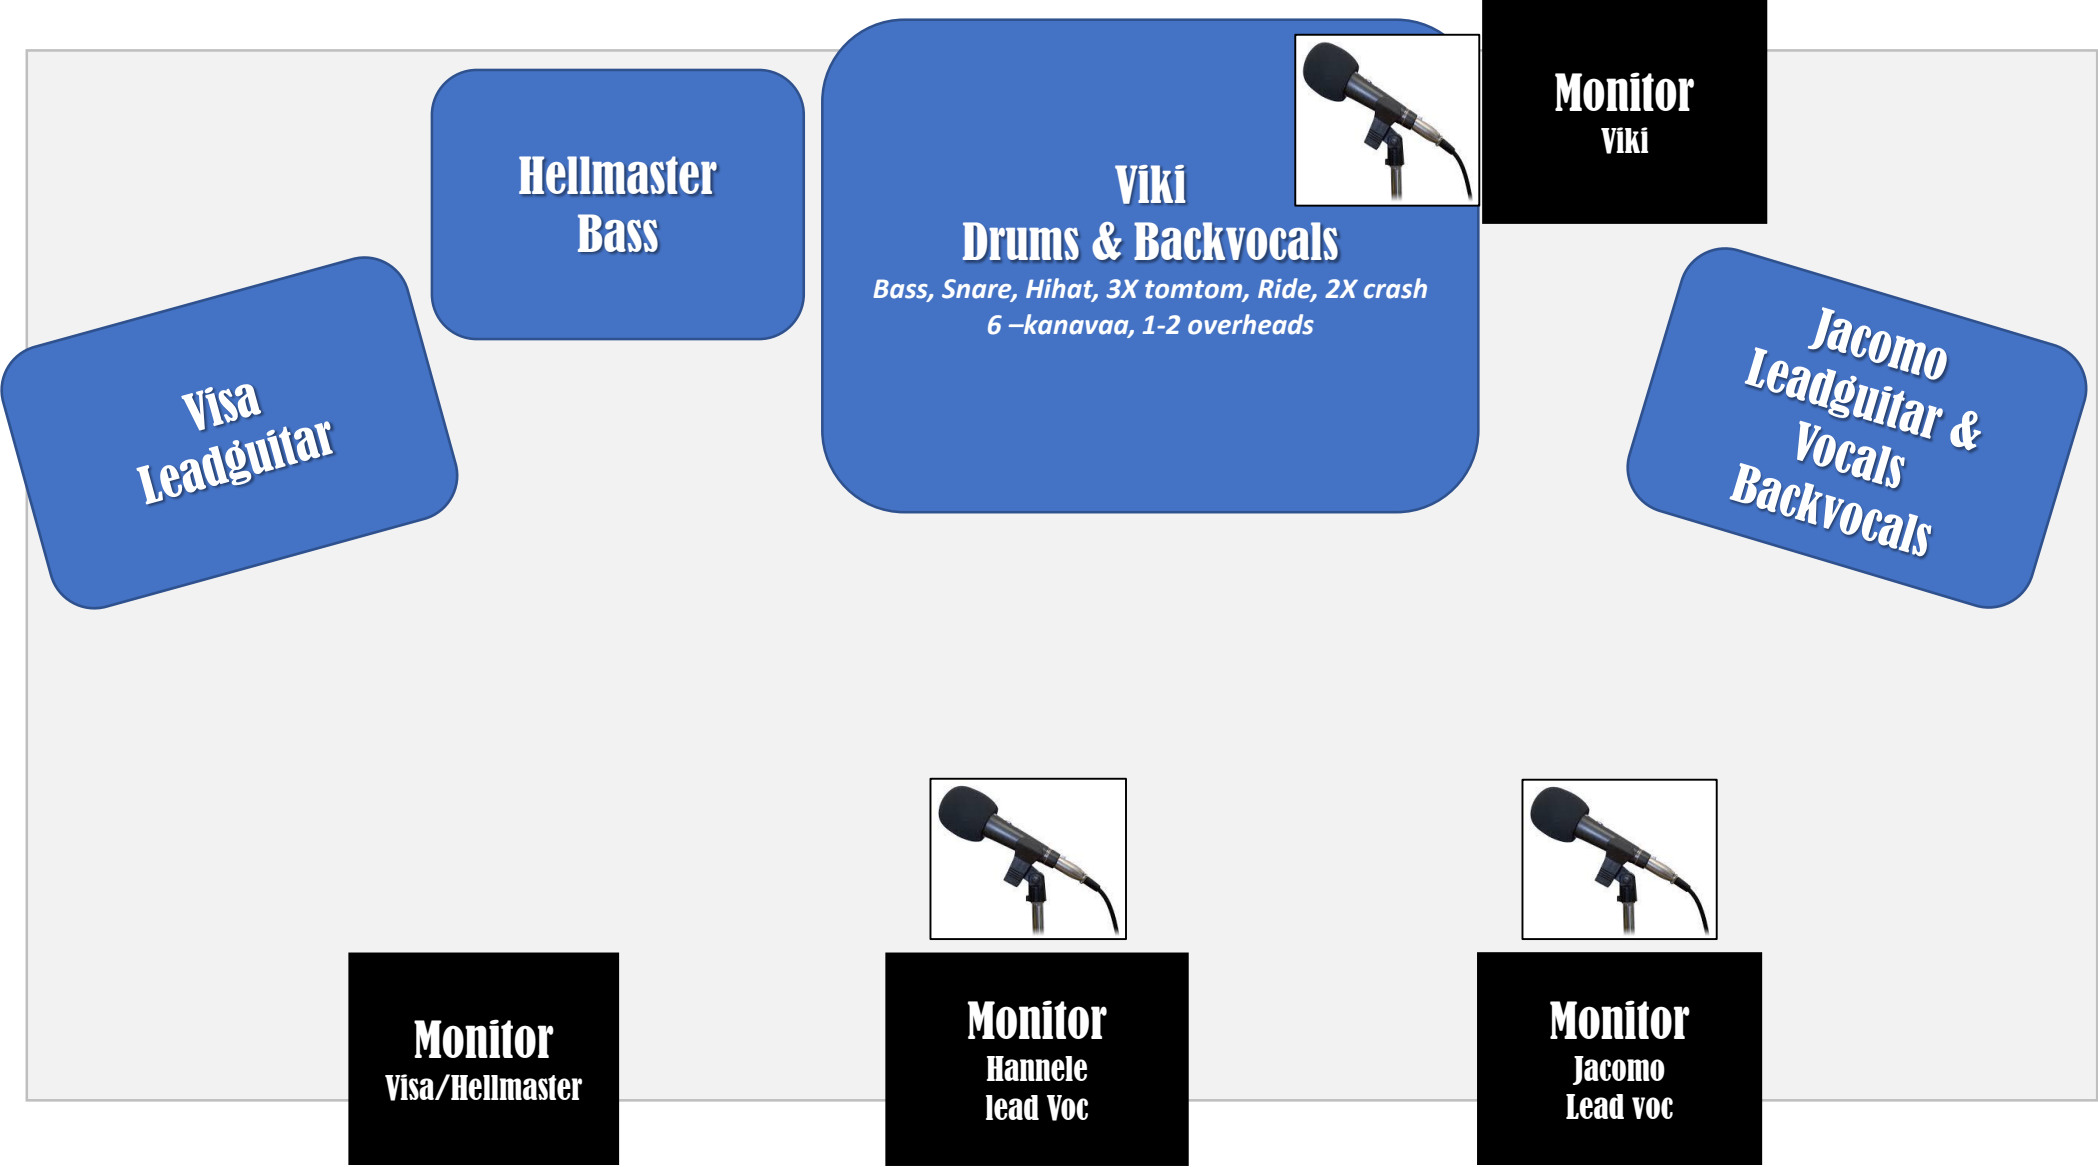 Monitor
Viki
Hellmaster
Bass
Viki
Drums & Backvocals
Bass, Snare, Hihat, 3X tomtom, Ride, 2X crash
6 –kanavaa, 1-2 overheads
Visa
Leadguitar
Jacomo
Leadguitar &
Vocals
Backvocals
Monitor
Visa/Hellmaster
Monitor
Hannele
lead Voc
Monitor
Jacomo
Lead voc